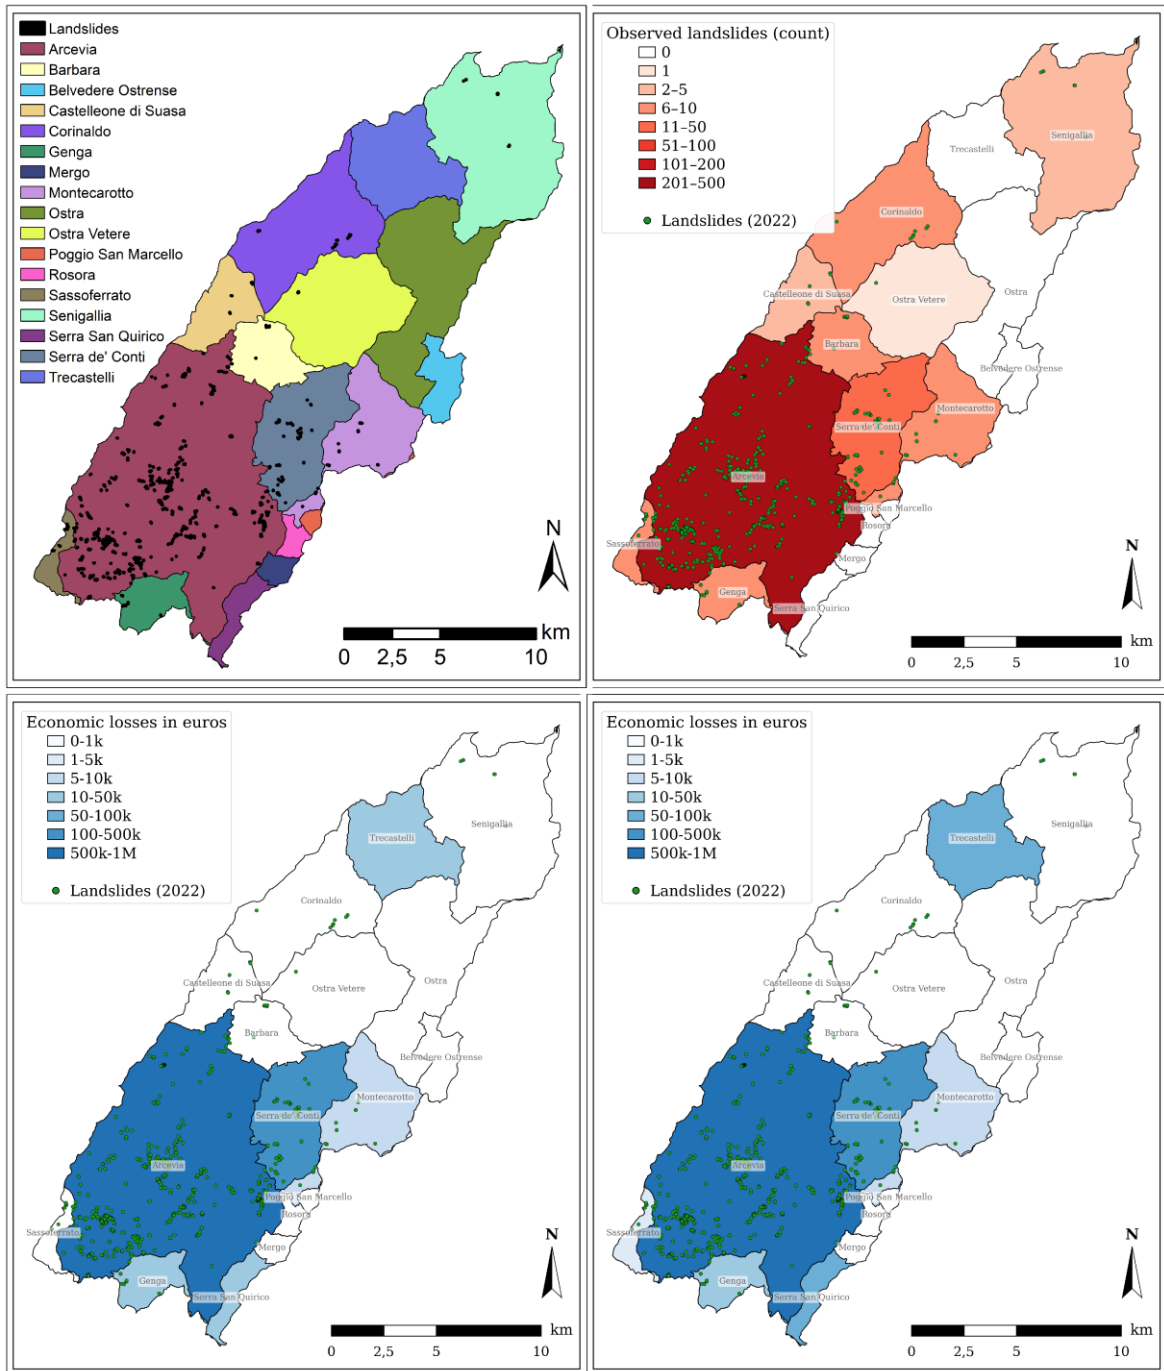 Landslides
Arcevia
Barbara
Belvedere Ostrense
Castelleone di Suasa
Corinaldo
Genga
Mergo
Montecarotto
Ostra
Ostra Vetere
Poggio San Marcello
Rosora
Sassoferrato
Senigallia
Serra San Quirico
Serra de' Conti
Trecastelli
N
km
0 2,5 5 10
Observed landslides (count)
0
1
2–5
6–10
11–50
51–100
101–200
201–500
Landslides (2022)
Senigallia
Trecastelli
Corinaldo
Ostra
Castelleone di Suasa
Ostra Vetere
Barbara
Belvedere Ostrense
Montecarotto
Serra de' Conti
Arcevia
Poggio San Marcello
Rosora
Sassoferrato
Morgo
Genga
Serra San Quirico
N
km
0 2,5 5 10
Economic losses in euros
0-1k
1-5k
5-10k
10-50k
50-100k
100-500k
500k-1M
Landslides (2022)
Senigallia
Trecastelli
Corinaldo
Ostra
Castelleone di Suasa
Ostra Vetere
Barbara
Belvedere Ostrense
Montecarotto
Serra de' Conti
Arcevia
Poggio San Marcello
Rosora
Sassoferrato
Mergo
Genga
Serra San Quirico
N
km
0 2,5 5 10
Economic losses in euros
0-1k
1-5k
5-10k
10-50k
50-100k
100-500k
500k-1M
Landslides (2022)
Senigallia
Trecastelli
Corinaldo
Ostra
Castelleone di Suasa
Ostra Vetere
Barbara
Belvedere Ostrense
Montecarotto
Serra de' Conti
Arcevia
Poggio San Marcello
Rosora
Sassoferrato
Mergo
Genga
Serra San Quirico
N
km
0 2,5 5 10